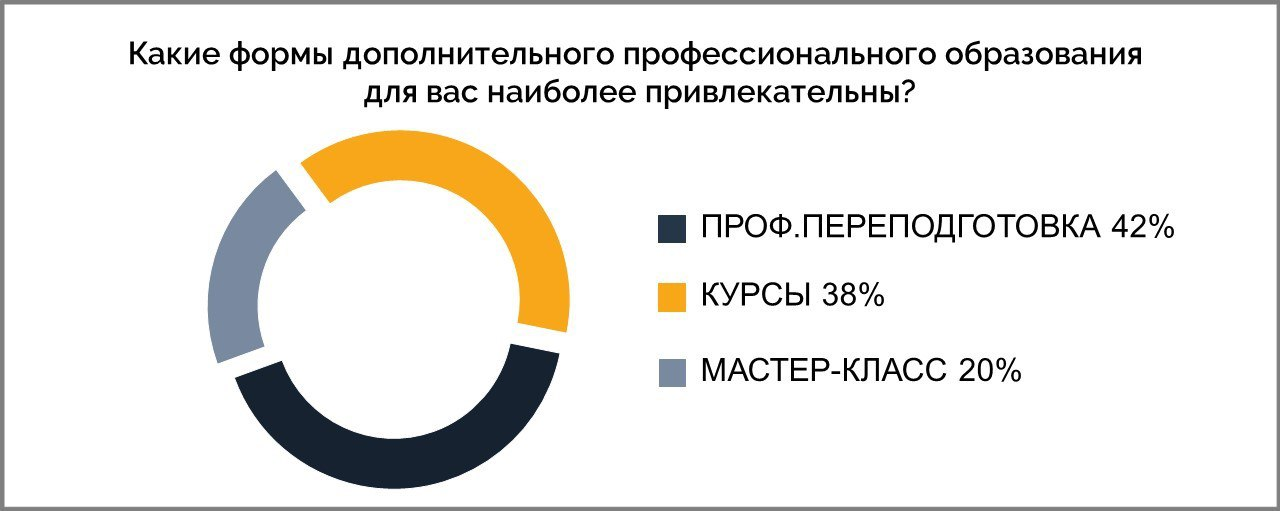 Какие формы дополнительного профессионального образования
для вас наиболее привлекательны?
ПРОФ.ПЕРЕПОДГОТОВКА 42%
КУРСЫ 38%
МАСТЕР-КЛАСС 20%